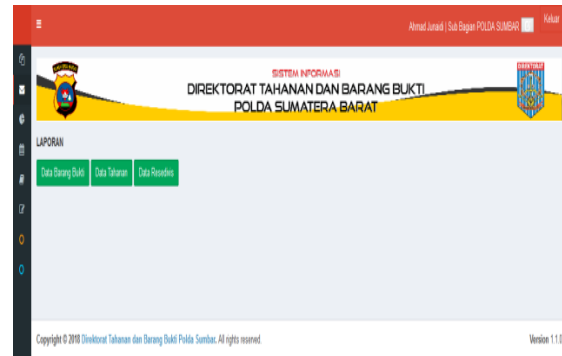 Ahmad Junaidi | Sub Bagian POLDA SUMBAR Keluar
SISTEM INFORMASI
DIREKTORAT TAHANAN DAN BARANG BUKTI
POLDA SUMATERA BARAT
DIREKTORAT
LAPORAN
Data Barang Bukti Data Tahanan Data Resedivis
Copyright © 2018 Direktorat Tahanan dan Barang Bukti Polda Sumbar. All rights reserved. Version 1.1.0